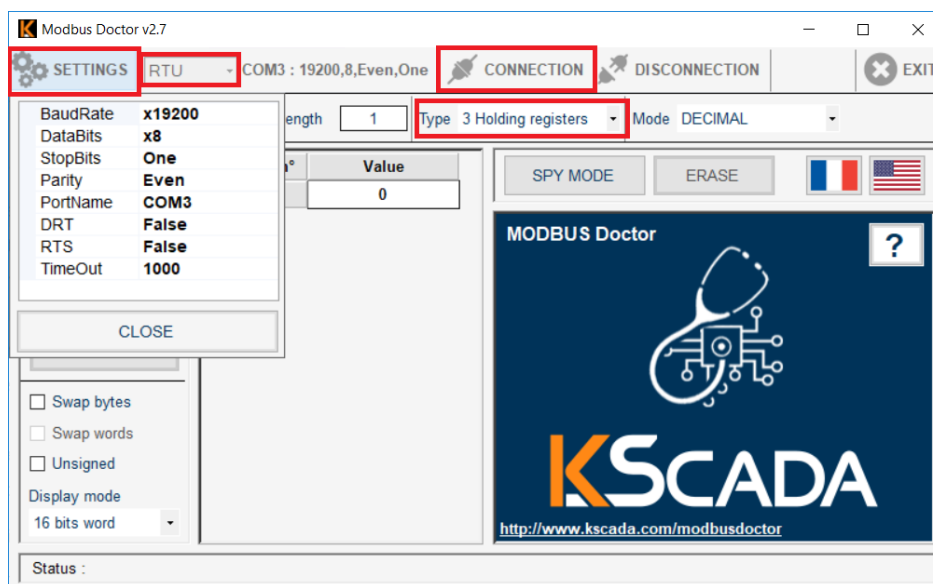 Modbus Doctor v2.7
SETTINGS RTU COM3 : 19200,8,Even,One CONNECTION DISCONNECTION EXIT
BaudRate x19200
DataBits x8
StopBits One
Parity Even
PortName COM3
DRT False
RTS False
TimeOut 1000
CLOSE
1 Type 3 Holding registers Mode DECIMAL
Value
0
SPY MODE ERASE
MODBUS Doctor
?
KSCADA
http://www.kscada.com/modbusdoctor
Swap bytes
Swap words
Unsigned
Display mode
16 bits word
Status :